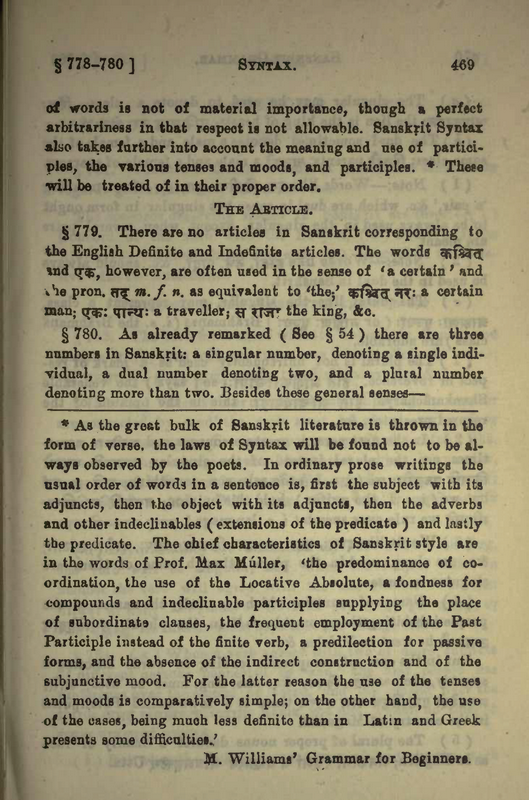 § 778-780 ] SYNTAX. 469
of words is not of material importance, though a perfect
arbitrariness in that respect is not allowable. Sanskṛit Syntax
also takes further into account the meaning and use of partici-
ples, the various tenses and moods, and participles. * These
will be treated of in their proper order.
THE ARTICLE.
§ 779. There are no articles in Sanskrit corresponding to
the English Definite and Indefinite articles. The words कश्चित्
and एक, however, are often used in the sense of ‘a certain’ and
the pron. तद् m. f. n. as equivalent to ‘the;’ कश्चित् नरः a certain
man; एकः पान्थः a traveller; स राजा the king, &c.
§ 780. As already remarked ( See § 54 ) there are three
numbers in Sanskṛit: a singular number, denoting a single indi-
vidual, a dual number denoting two, and a plural number
denoting more than two. Besides these general senses—
* As the great bulk of Sanskrit literature is thrown in the
form of verse. the laws of Syntax will be found not to be al-
ways observed by the poets. In ordinary prose writings the
usual order of words in a sentence is, first the subject with its
adjuncts, then the object with its adjuncts, then the adverbs
and other indeclinables ( extensions of the predicate ) and lastly
the predicate. The chief characteristics of Sanskṛit style are
in the words of Prof. Max Múller, ‘the predominance of co-
ordination, the use of the Locative Absolute, a fondness for
compounds and indeclinable participles supplying the place
of subordinate clauses, the frequent employment of the Past
Participle instead of the finite verb, a predilection for passive
forms, and the absence of the indirect construction and of the
subjunctive mood. For the latter reason the use of the tenses
and moods is comparatively simple; on the other hand, the use
of the cases, being much less definite than in Latin and Greek
presents some difficulties.’
M. Williams’ Grammar for Beginners.